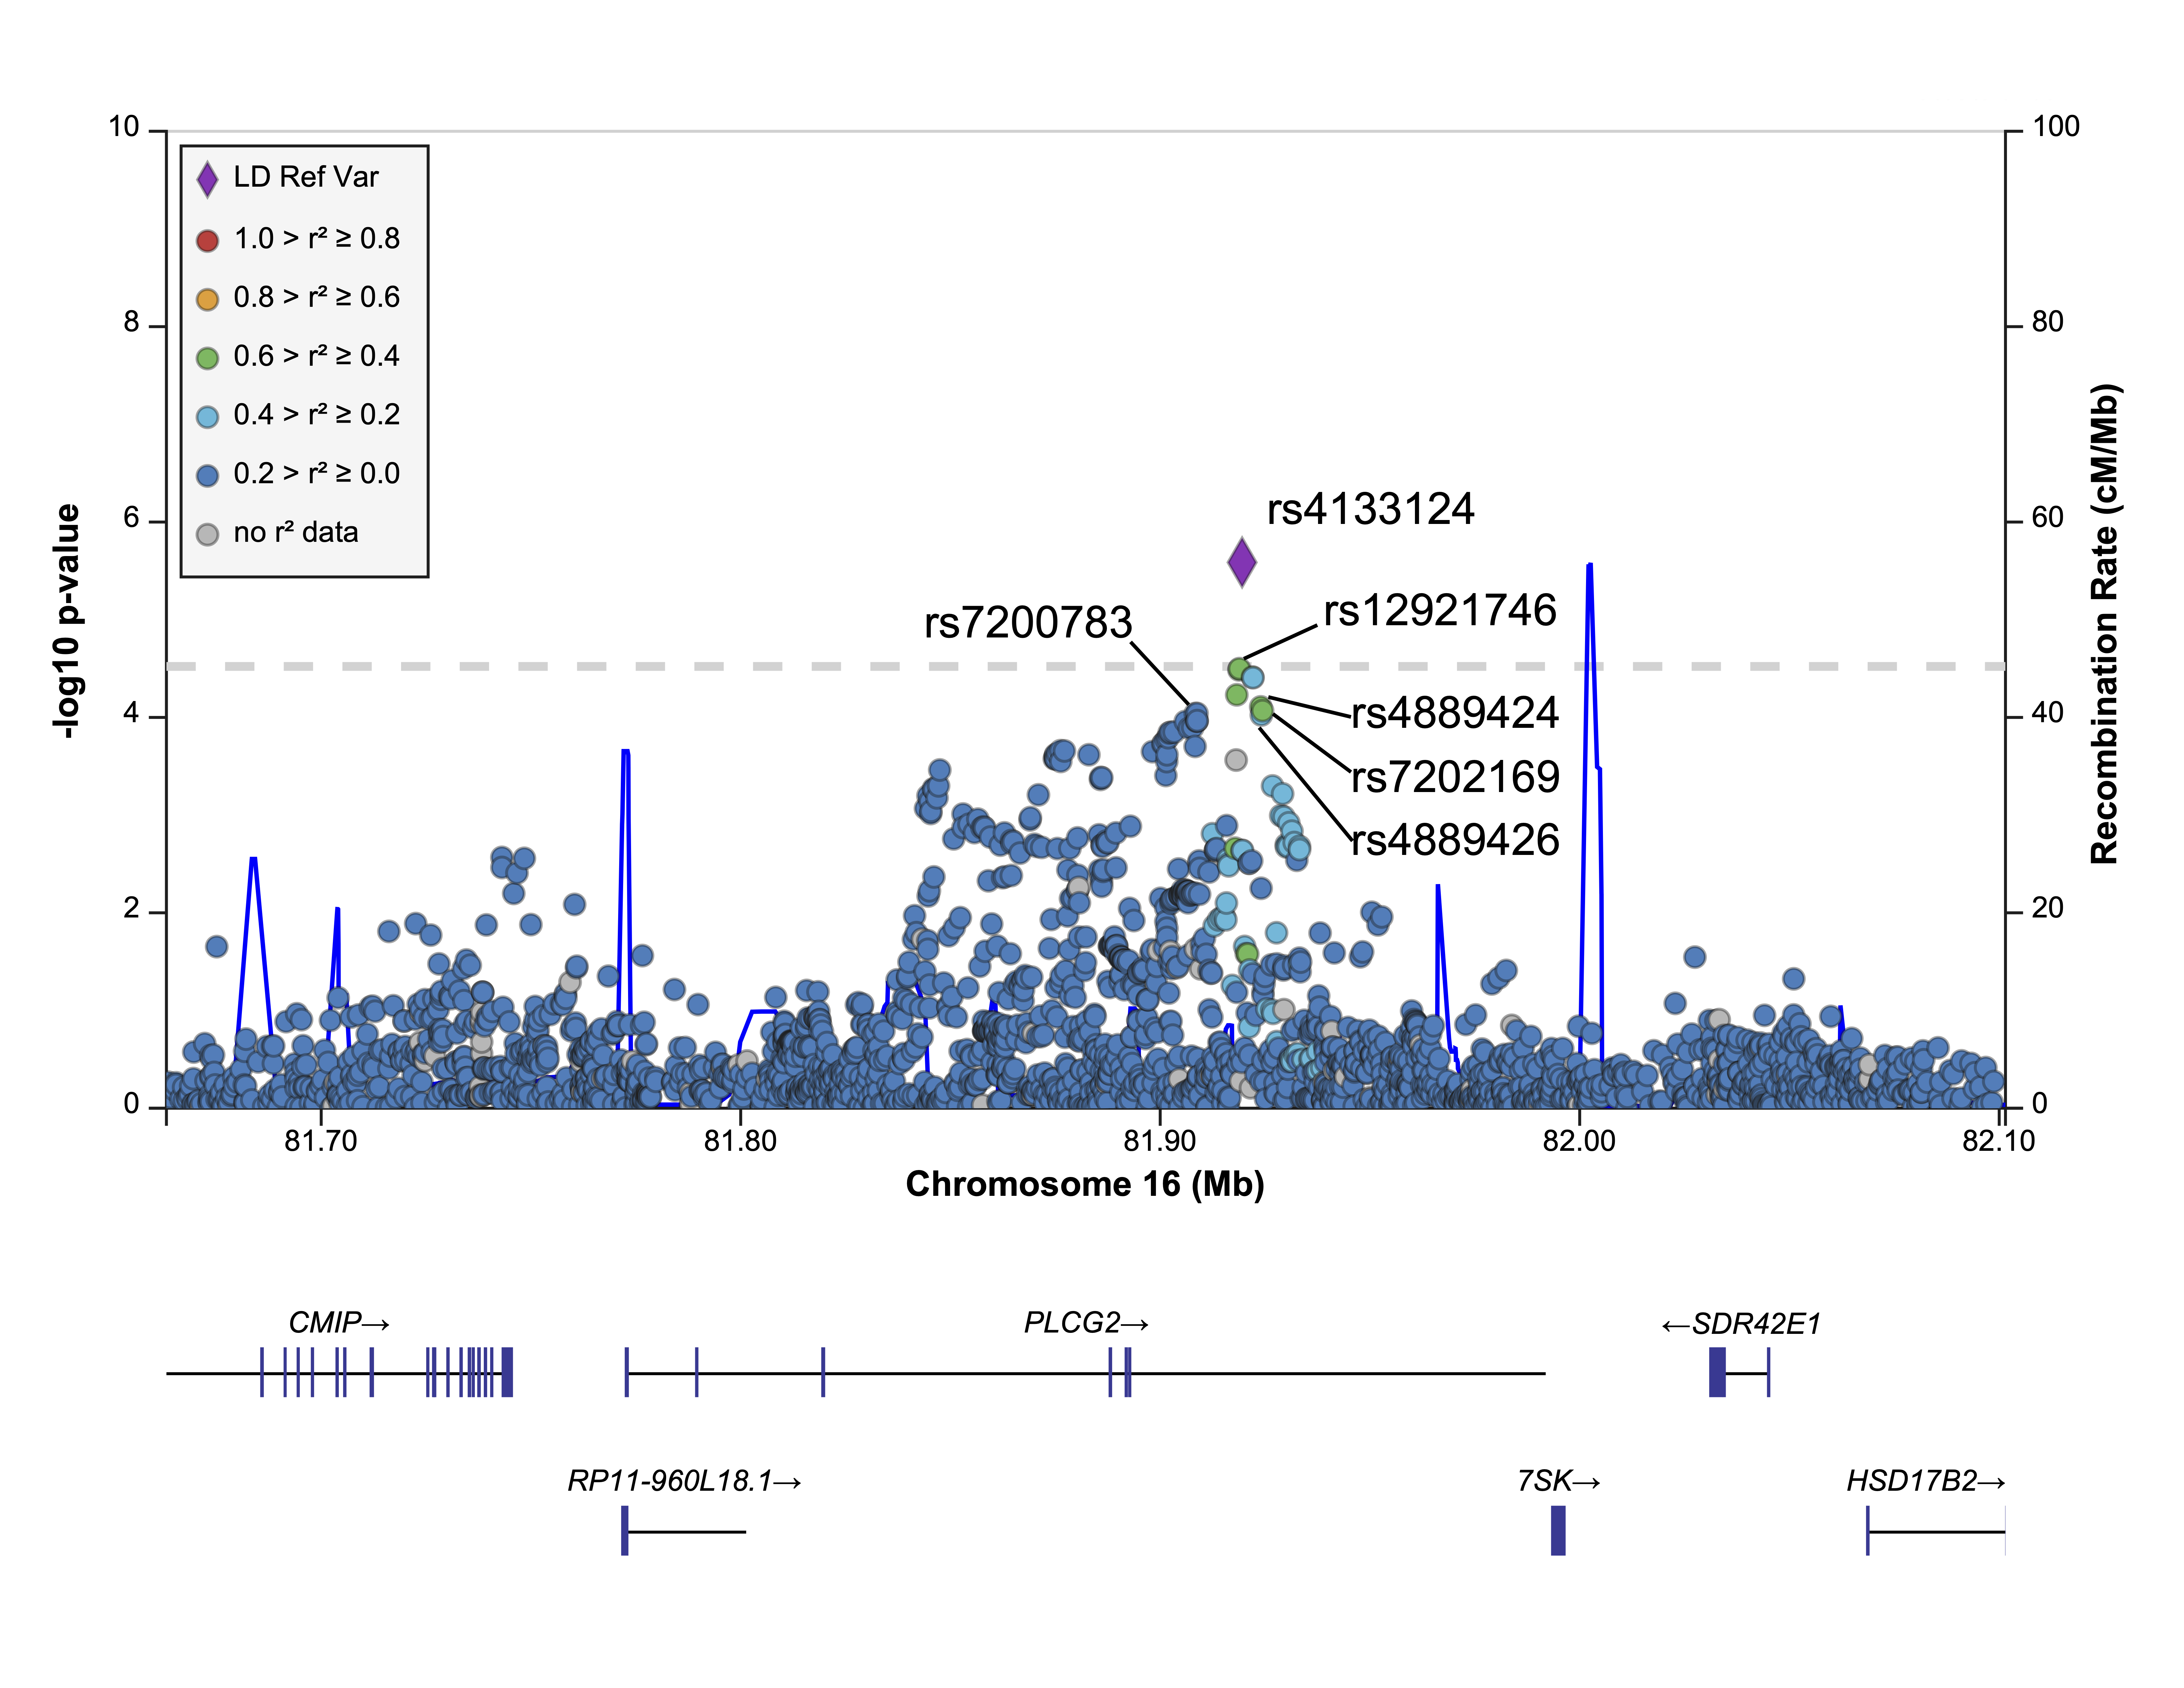 10
8
6
4
2
0
-log10 p-value
LD Ref Var
1.0 > r² ≥ 0.8
0.8 > r² ≥ 0.6
0.6 > r² ≥ 0.4
0.4 > r² ≥ 0.2
0.2 > r² ≥ 0.0
no r² data
rs4133124
rs7200783
rs12921746
rs4889424
rs7202169
rs4889426
100
80
60
40
20
0
Recombination Rate (cM/Mb)
81.70
81.80
81.90
82.00
82.10
Chromosome 16 (Mb)
CMIP→
PLCG2→
←SDR42E1
RP11-960L18.1→
7SK→
HSD17B2→